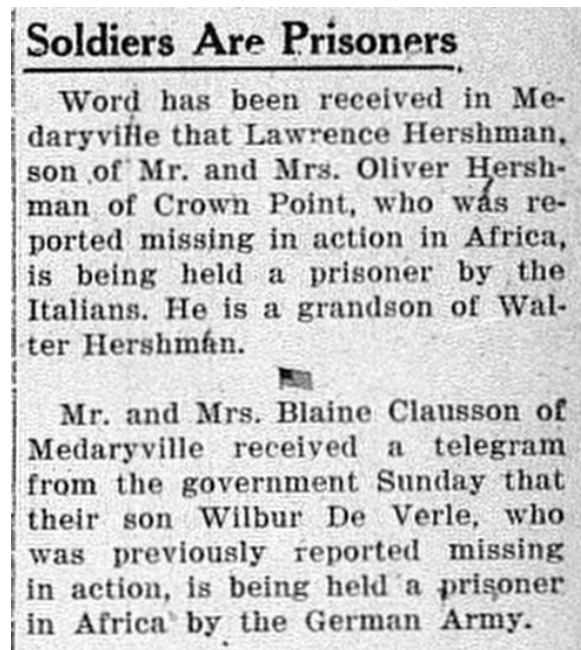 Soldiers Are Prisoners
Word has been received in Me-
daryville that Lawrence Hershman,
son of Mr. and Mrs. Oliver Hersh-
man of Crown Point, who was re-
ported missing in action in Africa,
is being held a prisoner by the
Italians. He is a grandson of Wal-
ter Hershman.
Mr. and Mrs. Blaine Clausson of
Medaryville received a telegram
from the government Sunday that
their son Wilbur De Verle, who
was previously reported missing
in action, is being held a prisoner
in Africa by the German Army.